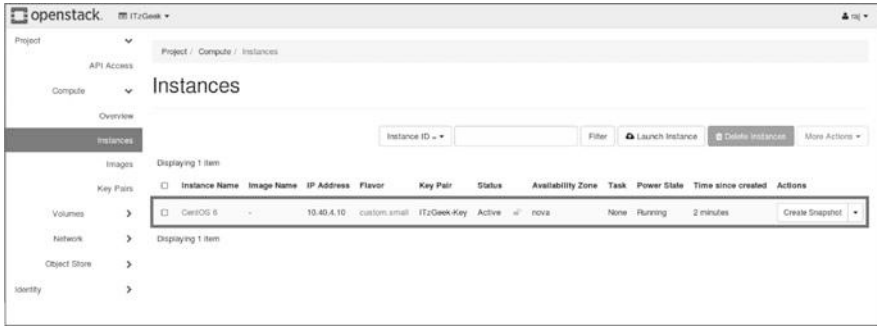 openstack. ITzGeek
raj
Project
API Access
Compute
Overview
Instances
Images
Key Pairs
Volumes
Network
Object Store
Identity
Project / Compute / Instances
Instances
Instance ID = Filter Launch Instance Delete Instances More Actions
Displaying 1 item
Instance Name Image Name IP Address Flavor Key Pair Status Availability Zone Task Power State Time since created Actions
CentOS 6 - 10.40.4.10 custom.small ITzGeek-Key Active nova None Running 2 minutes Create Snapshot
Displaying 1 item